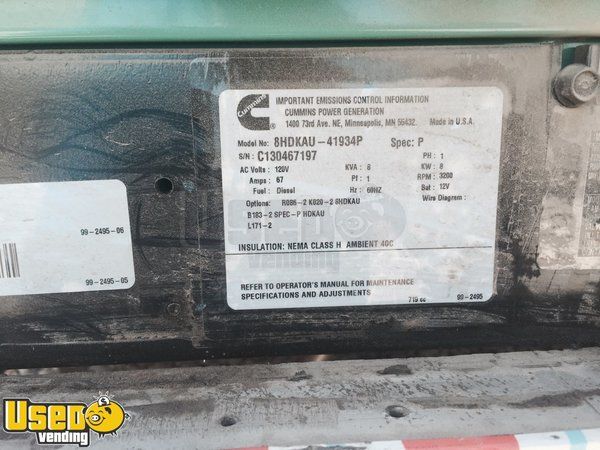 Cummins
IMPORTANT EMISSIONS CONTROL INFORMATION
CUMMINS POWER GENERATION
1400 73rd Ave. NE, Minneapolis, MN 55432. Made in U.S.A.
Model No: 8HDKAU-41934P Spec: P
S/N: C130467197 PH: 1
AC Volts: 120V KVA: 8 KW: 8
Amps: 67 Pf: 1 RPM: 3200
Fuel: Diesel Hz: 60HZ Bat: 12V
Options: R086-2 K020-2 8HDKAU Wire Diagram:
B183-2 SPEC-P HDKAU
L171-2
INSULATION: NEMA CLASS H AMBIENT 40C
REFER TO OPERATOR'S MANUAL FOR MAINTENANCE
SPECIFICATIONS AND ADJUSTMENTS
99-2495
99-2495-06
99-2495-05
USED
vending
USED
vending